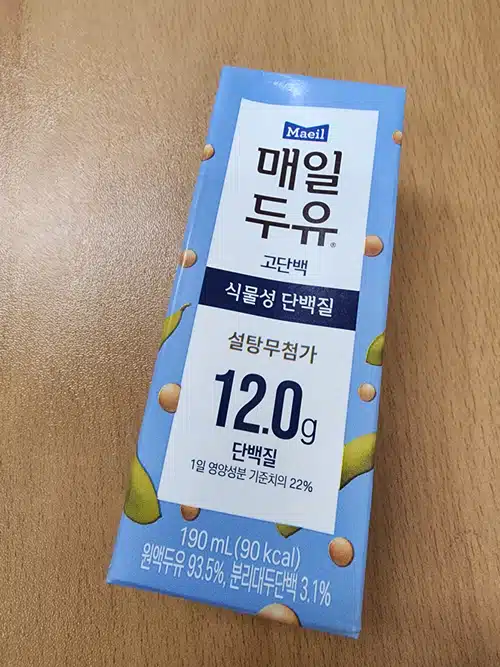 Maeil
매일
두유®
고단백
식물성 단백질
설탕무첨가
12.0g
단백질
1일 영양성분 기준치의 22%
190 mL(90 kcal)
원액두유 93.5%, 분리대두단백 3.1%